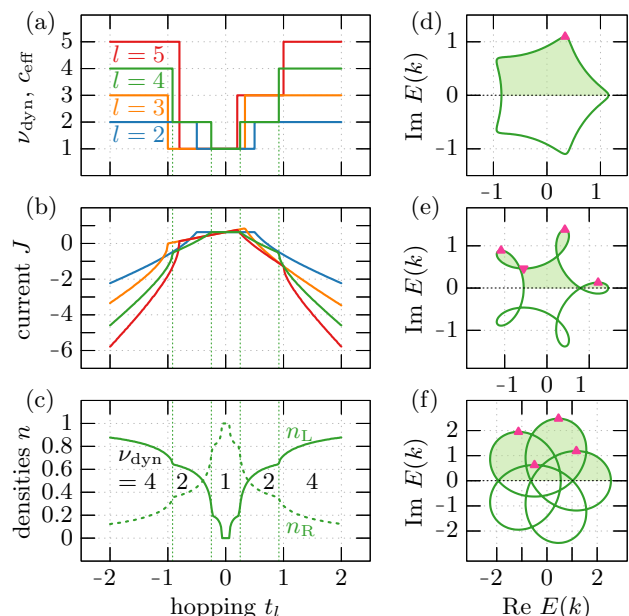 (a)
ν_dyn, c_eff
5
4
3
2
1
l = 5
l = 4
l = 3
l = 2
(b)
current J
0
-2
-4
-6
(c)
densities n
1
0.8
0.6
0.4
0.2
0
ν_dyn
= 4
2
1
2
4
n_L
n_R
-2
-1
0
1
2
hopping t_l
(d)
Im E(k)
1
0
-1
-1
0
1
(e)
Im E(k)
1
0
-1
-1
0
1
(f)
Im E(k)
2
1
0
-1
-2
-2
0
2
Re E(k)